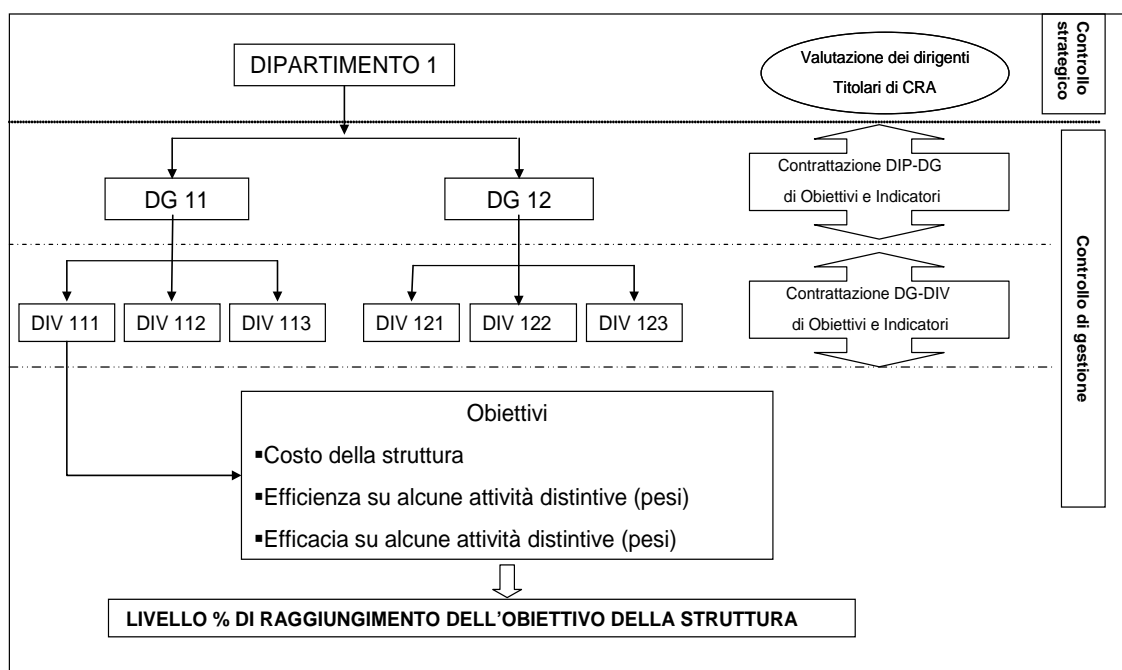 DIPARTIMENTO 1
Valutazione dei dirigenti
Titolari di CRA
Controllo
strategico
DG 11
DG 12
Contrattazione DIP-DG
di Obiettivi e Indicatori
DIV 111
DIV 112
DIV 113
DIV 121
DIV 122
DIV 123
Contrattazione DG-DIV
di Obiettivi e Indicatori
Controllo di gestione
Obiettivi
▪Costo della struttura
▪Efficienza su alcune attività distintive (pesi)
▪Efficacia su alcune attività distintive (pesi)
LIVELLO % DI RAGGIUNGIMENTO DELL'OBIETTIVO DELLA STRUTTURA